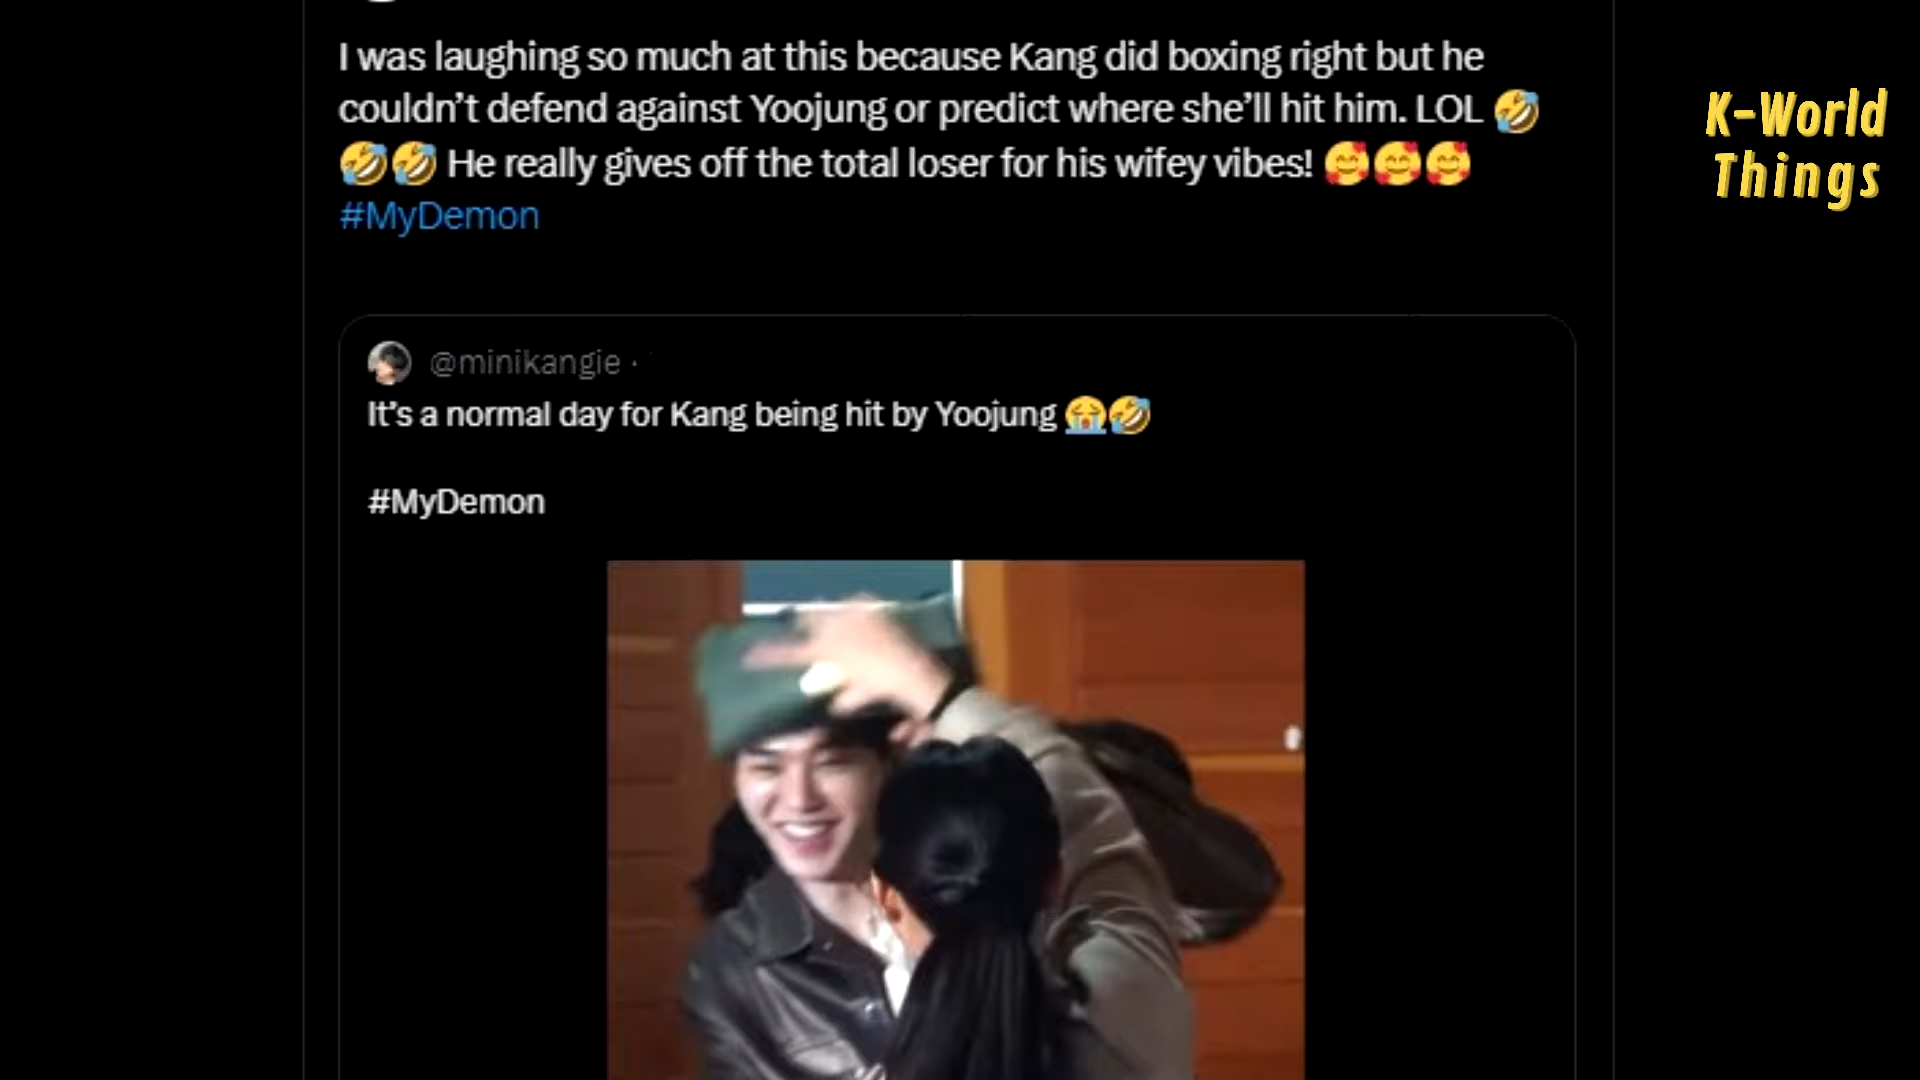 I was laughing so much at this because Kang did boxing right but he
couldn’t defend against Yoojung or predict where she’ll hit him. LOL 🤣
🤣🤣 He really gives off the total loser for his wifey vibes! 🥰🥰🥰
#MyDemon
K-World
Things
@minikangie ·
It’s a normal day for Kang being hit by Yoojung 😭🤣
#MyDemon